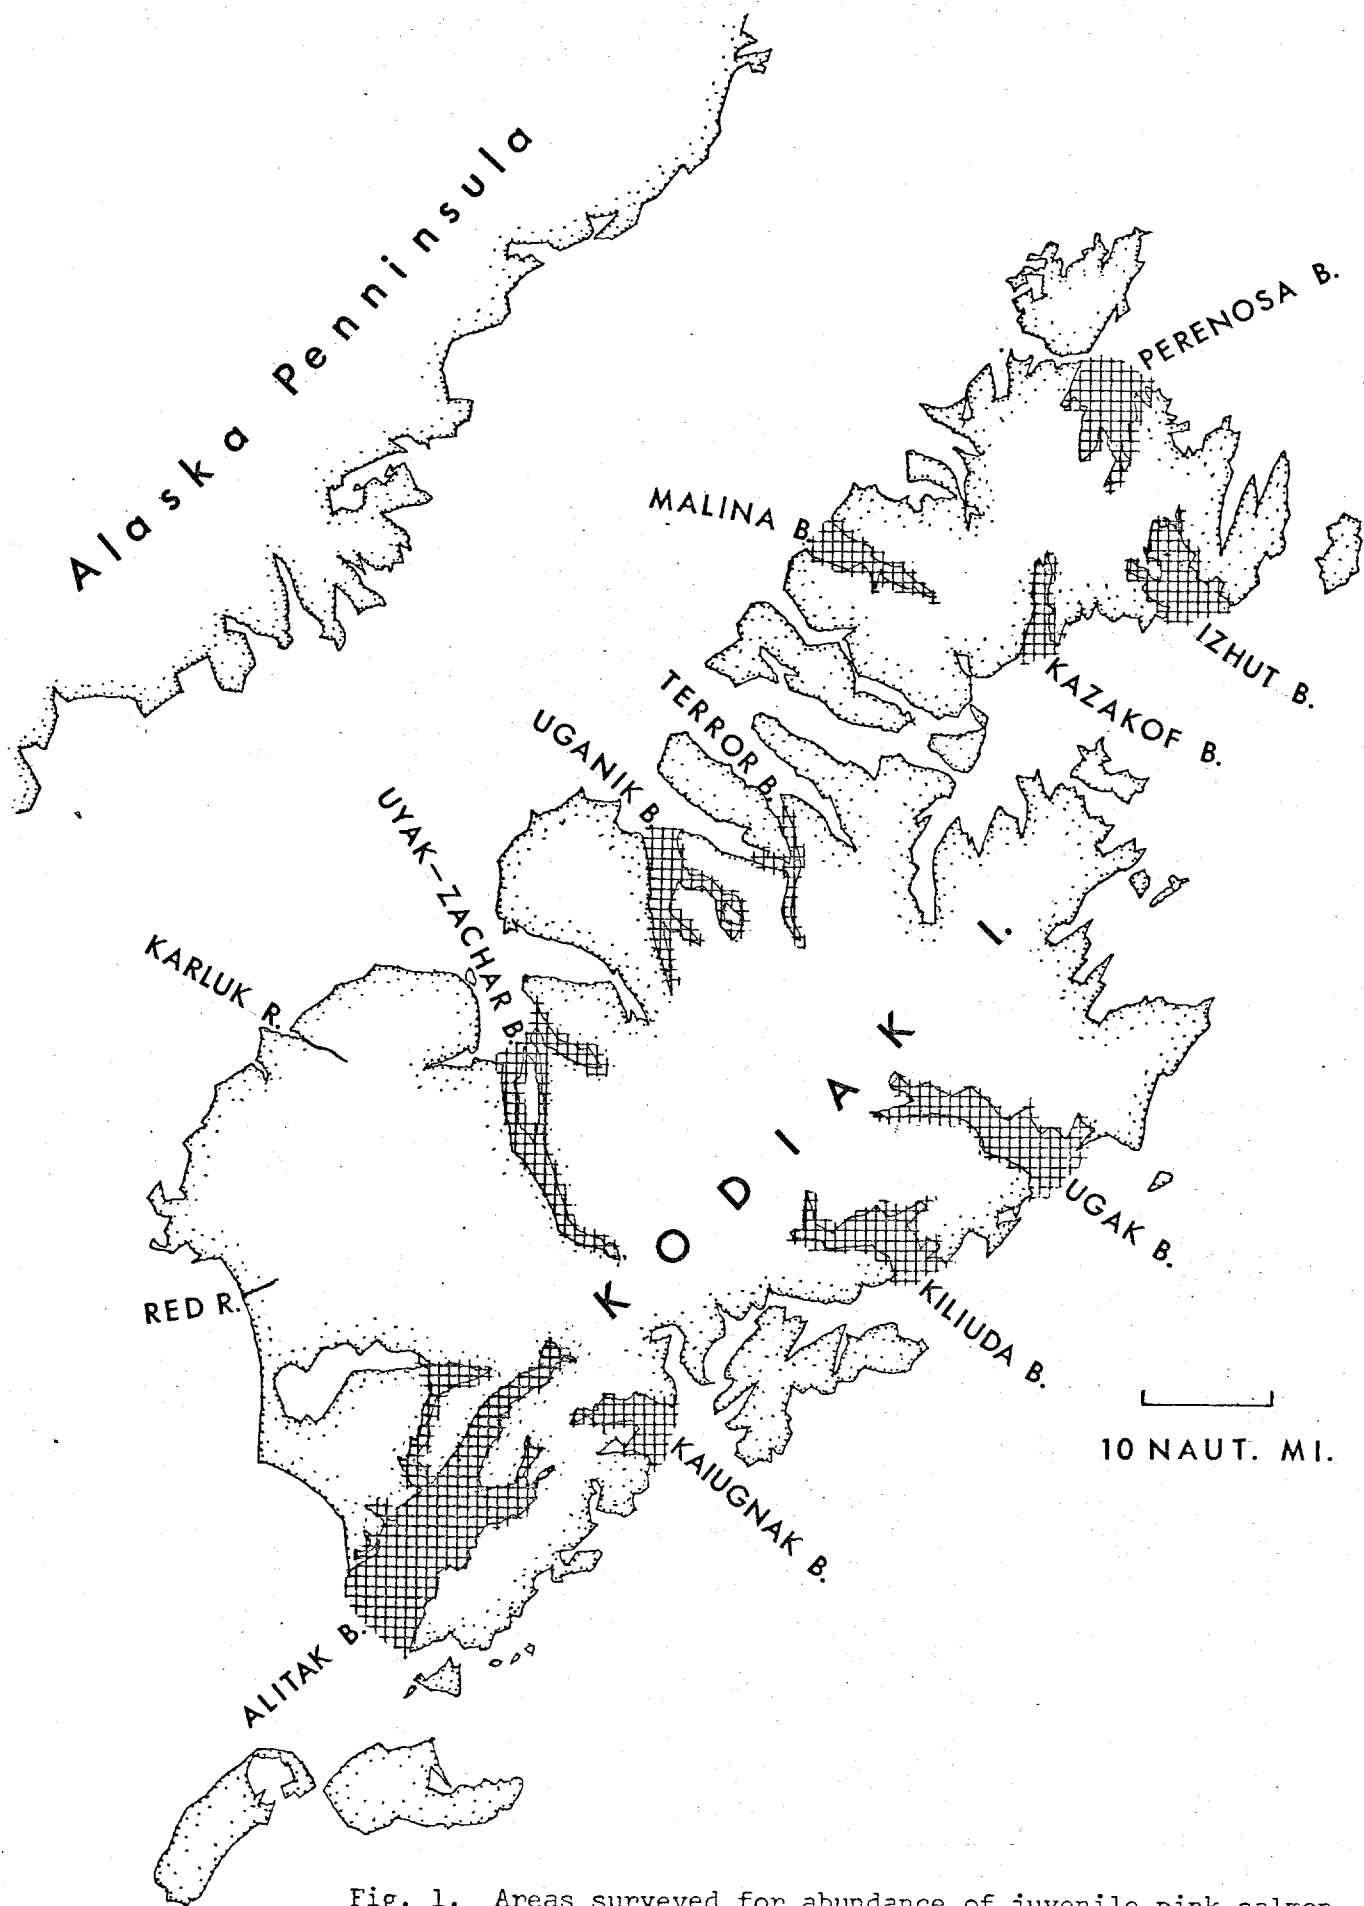 Alaska Penninsula
PERENOSA B.
MALINA B.
IZHUT B.
KAZAKOF B.
TERROR B.
UGANIK B.
UYAK-ZACHAR B.
KARLUK R.
KODIAK I.
UGAK B.
RED R.
KILIUDA B.
10 NAUT. MI.
KAIUGNAK B.
ALITAK B.
Fig. 1. Areas surveyed for abundance of juvenile pink salmon